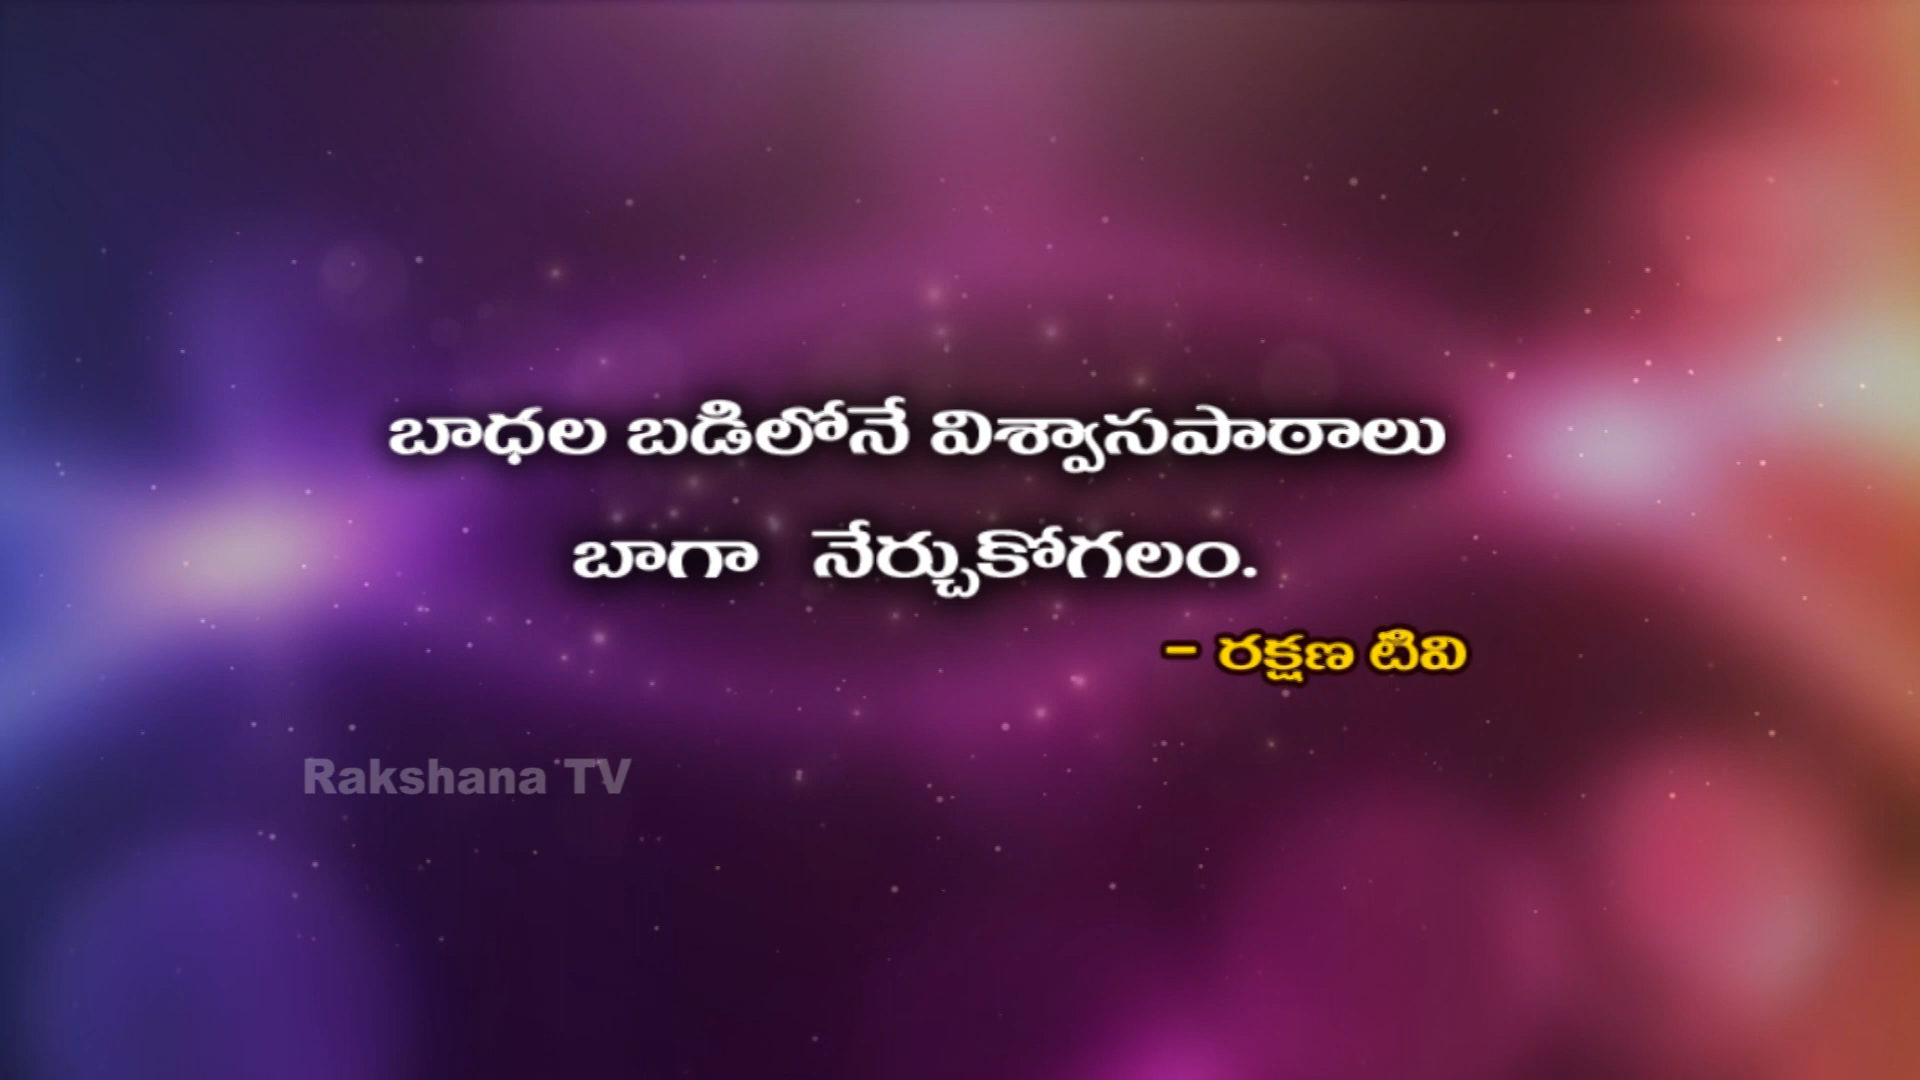 బాధల బడిలోనే విశ్వాసపాఠాలు
బాగా నేర్చుకోగలం.
- రక్షణ టివి
Rakshana TV